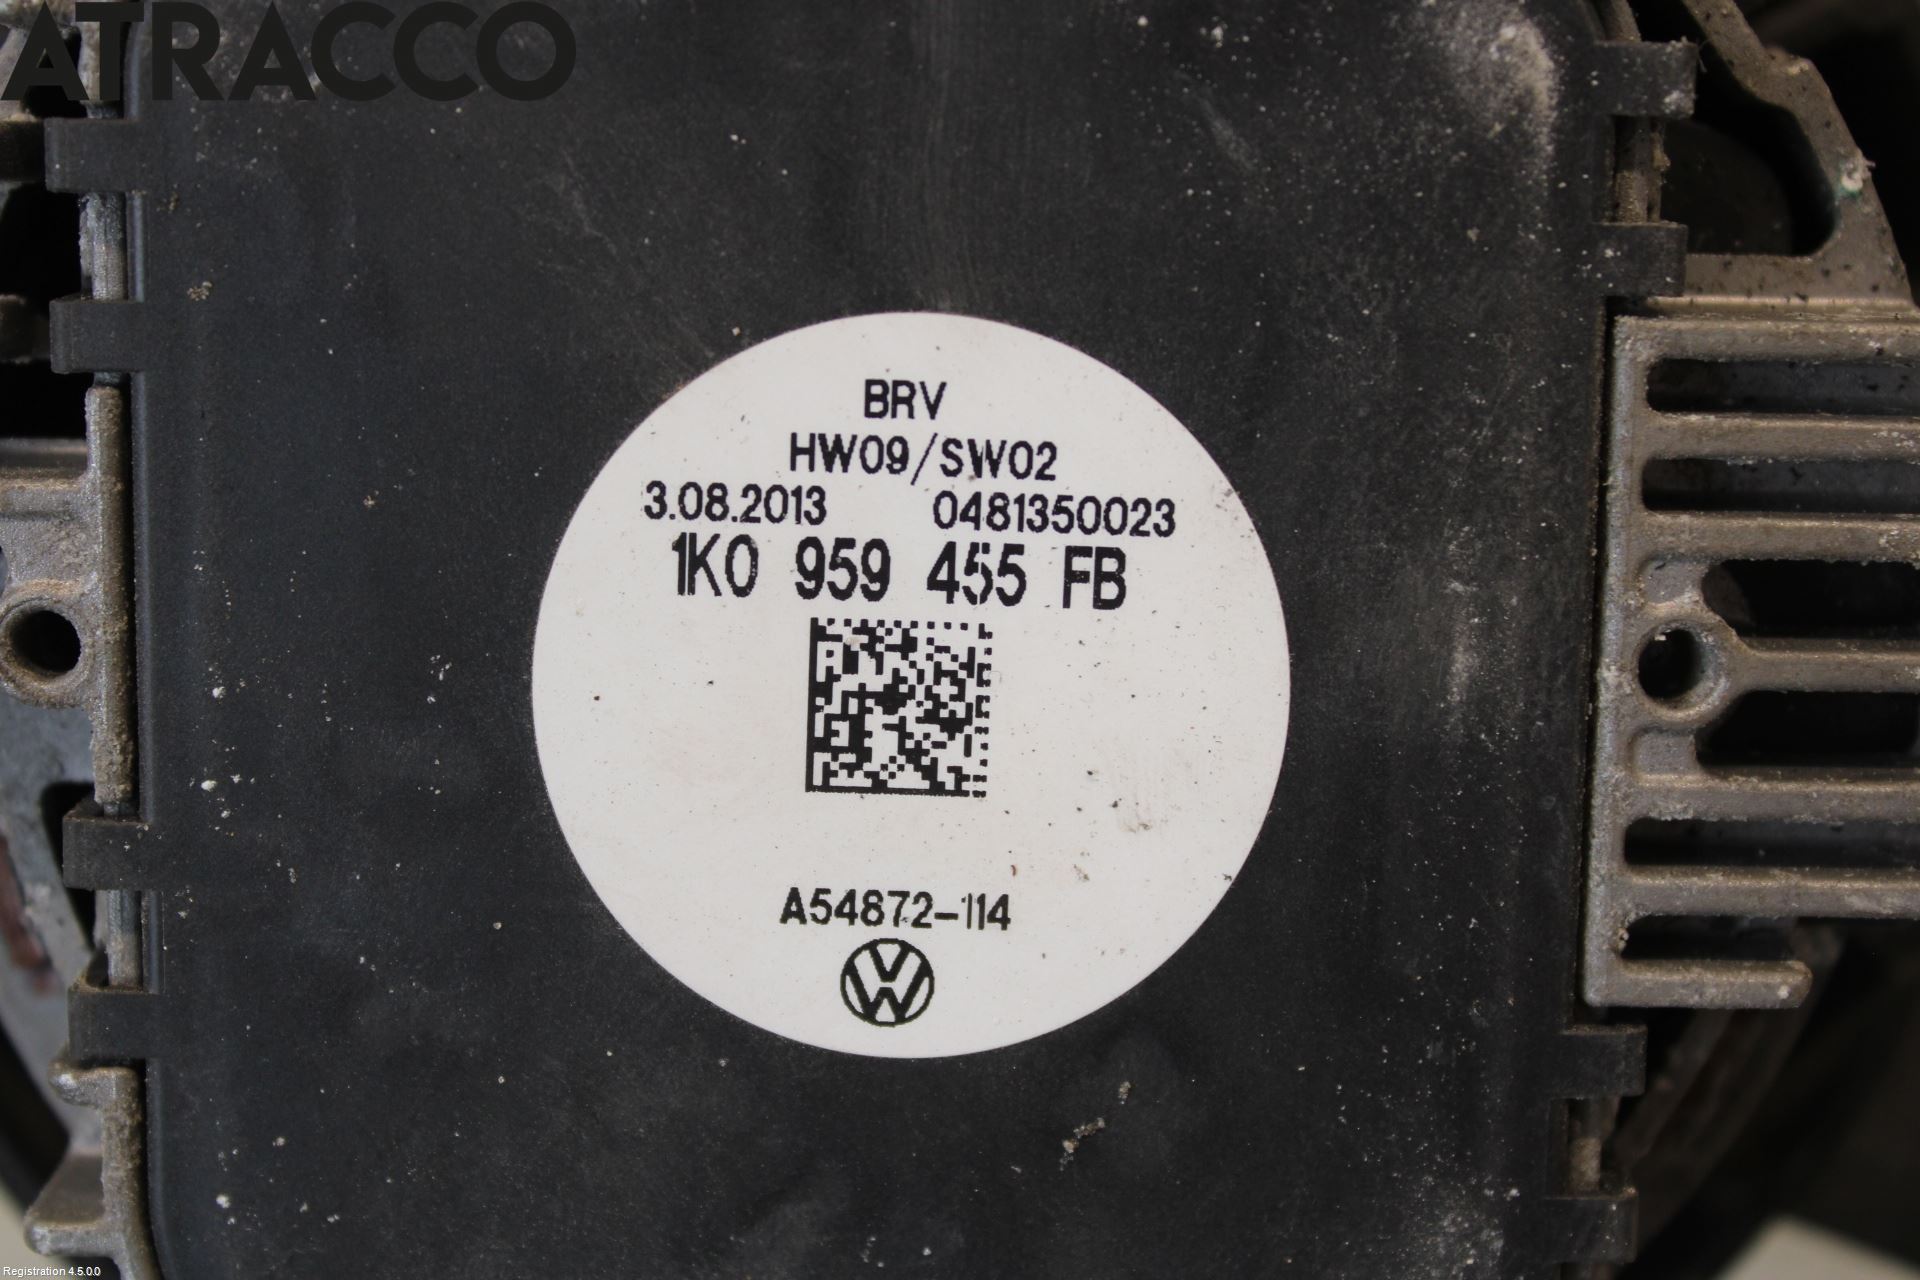 ATRACCO
BRV
HW09/SW02
3.08.2013 0481350023
1K0 959 455 FB
A54872-114
Registration 4.5.0.0